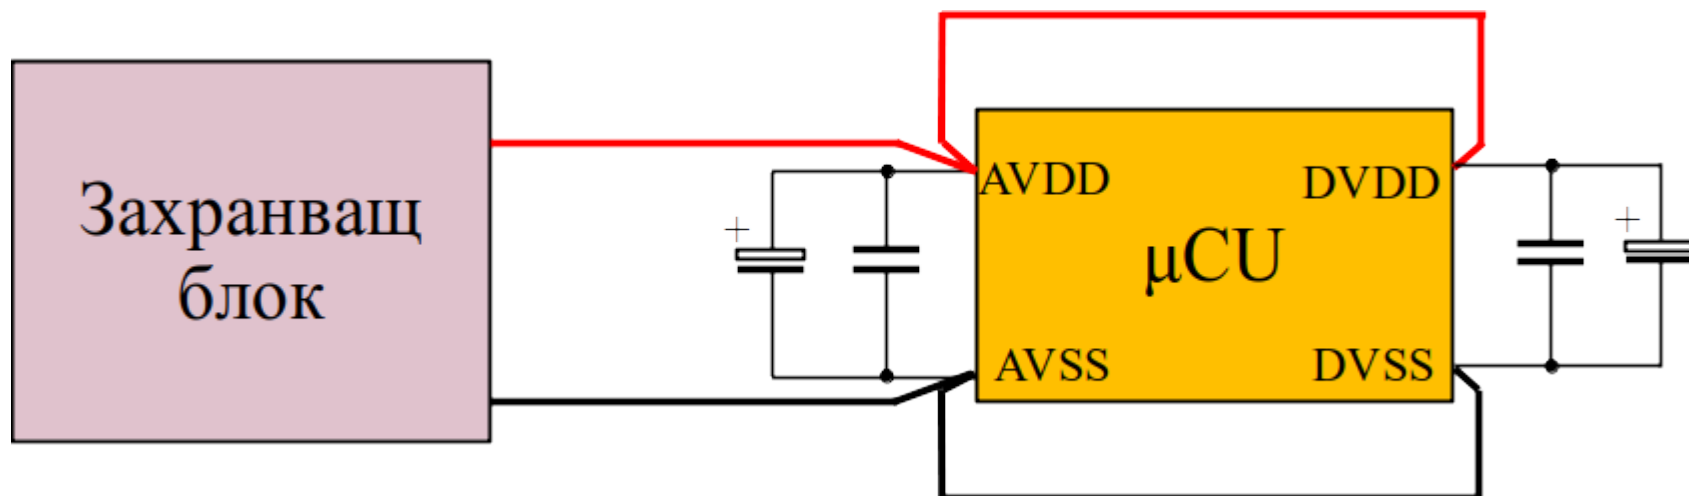 Захранващ
блок
+
AVDD
DVDD
μCU
+
AVSS
DVSS